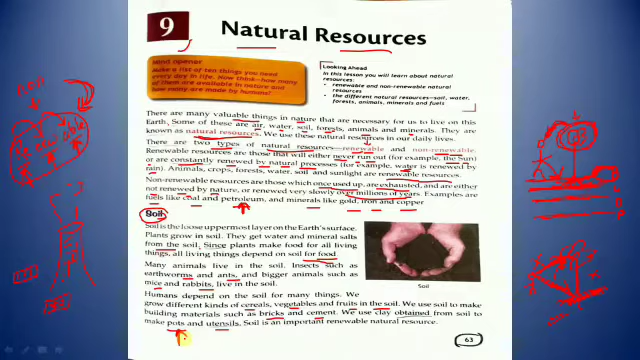 9
Natural Resources
Mind opener
Make a list of ten things you need
every day in life. Now think—how many
of them are available in nature and
how many are made by humans?
Looking Ahead
In this lesson you will learn about natural
resources:
• renewable and non-renewable natural
resources
• the different natural resources—soil, water,
forests, animals, minerals and fuels
There are many valuable things in nature that are necessary for us to live on this
Earth. Some of these are air, water, soil, forests, animals and minerals. They are
known as natural resources. We use these natural resources in our daily lives.
There are two types of natural resources—renewable and non-renewable.
Renewable resources are those that will either never run out (for example, the Sun)
or are constantly renewed by natural processes (for example, water is renewed by
rain). Animals, crops, forests, water, soil and sunlight are renewable resources.
Non-renewable resources are those which once used up, are exhausted, and are either
not renewed by nature, or renewed very slowly over millions of years. Examples are
fuels like coal and petroleum, and minerals like gold, iron and copper
Soil
Soil is the loose uppermost layer on the Earth's surface.
Plants grow in soil. They get water and mineral salts
from the soil. Since plants make food for all living
things, all living things depend on soil for food
Many animals live in the soil. Insects such as
earthworms and ants, and bigger animals such as
mice and rabbits, live in the soil.
Soil
Humans depend on the soil for many things. We
grow different kinds of cereals, vegetables and fruits in the soil. We use soil to make
building materials such as bricks and cement. We use clay obtained from soil to
make pots and utensils. Soil is an important renewable natural resource.
63